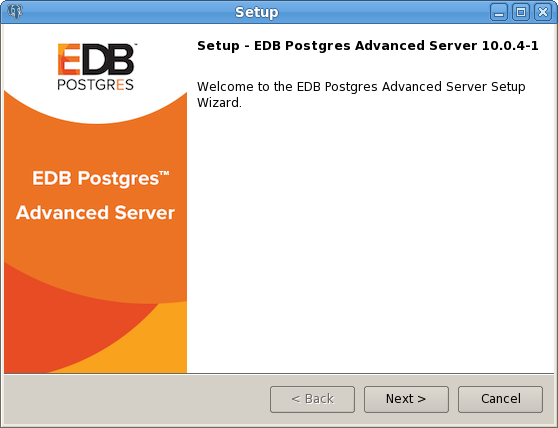 Setup
EDB™
POSTGRES
EDB Postgres™
Advanced Server
Setup - EDB Postgres Advanced Server 10.0.4-1
Welcome to the EDB Postgres Advanced Server Setup
Wizard.
< Back
Next >
Cancel